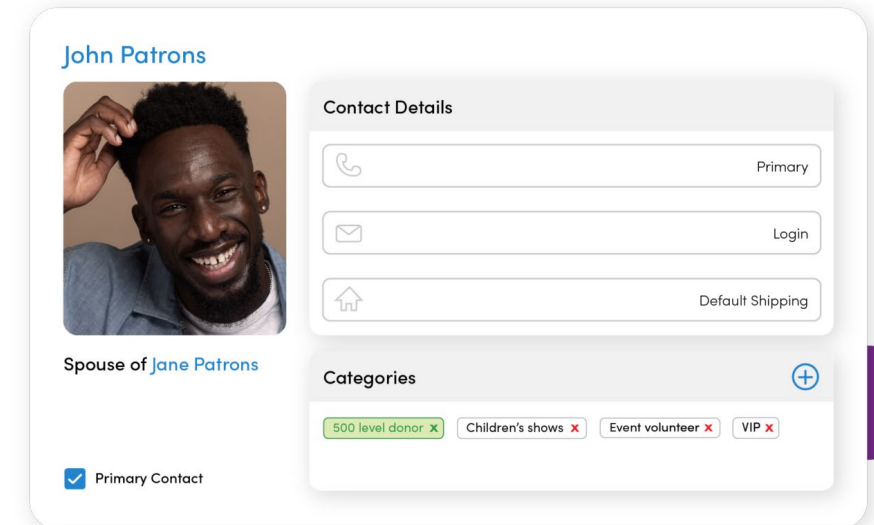 John Patrons
Contact Details
Primary
Login
Default Shipping
Spouse of Jane Patrons
Categories
500 level donor x
Children's shows x
Event volunteer x
VIP x
Primary Contact